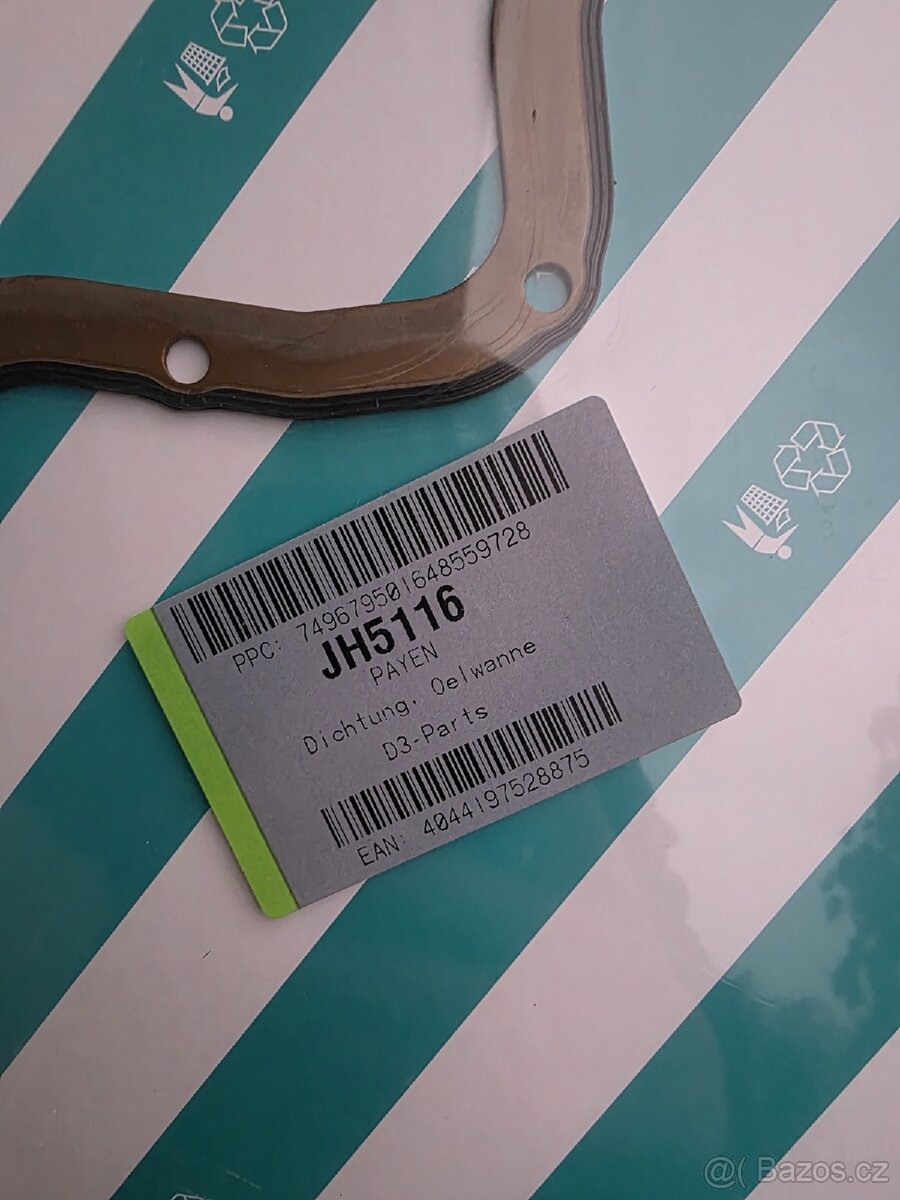 PPC: 749679501648559728
JH5116
PAYEN
Dichtung, Oelwanne
D3-Parts
EAN: 4044197528875
@( Bazos.cz